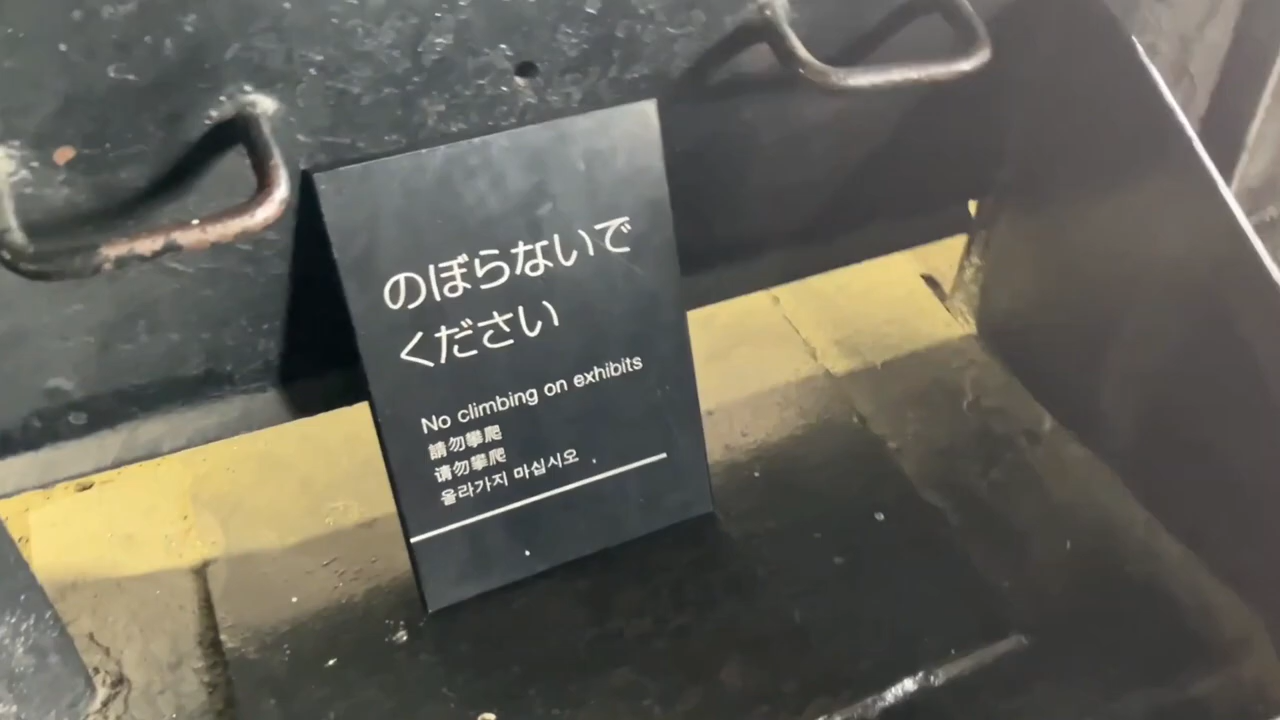 のぼらないで
ください
No climbing on exhibits
請勿攀爬
请勿攀爬
올라가지 마십시오